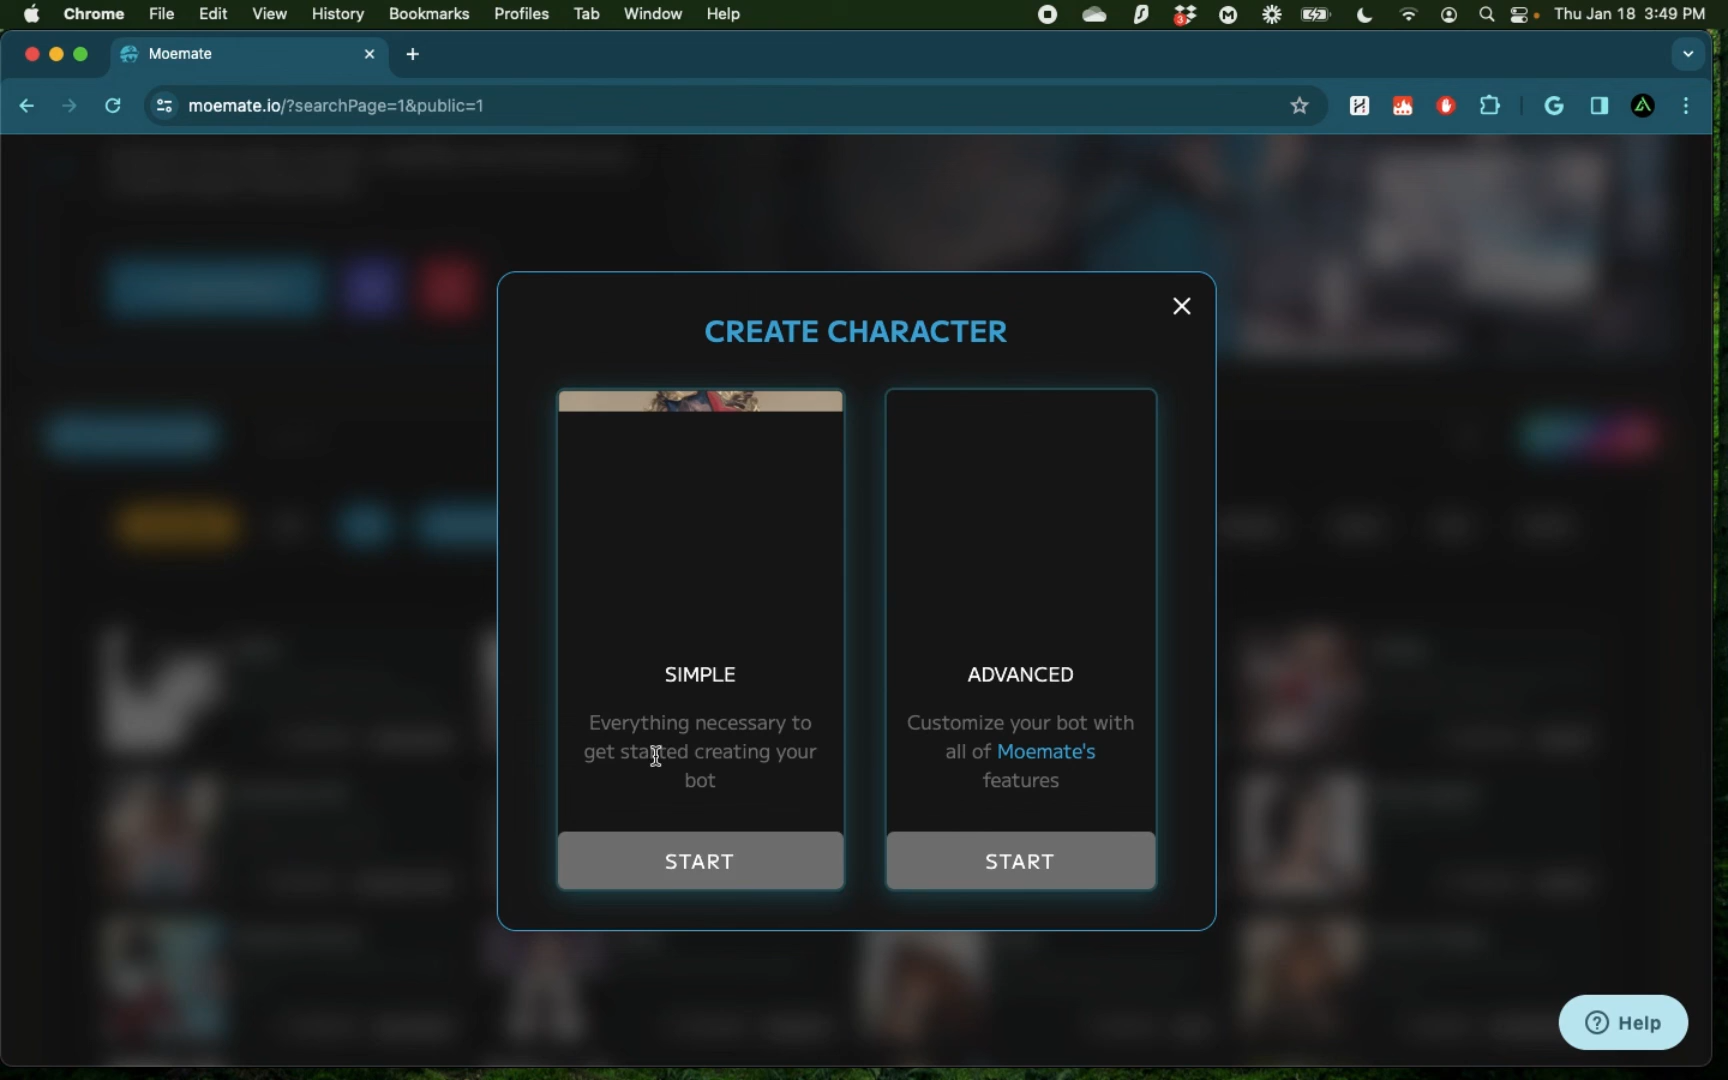 Chrome File Edit View History Bookmarks Profiles Tab Window Help 3 Thu Jan 18 3:49 PM
Moemate
moemate.io/?searchPage=1&public=1
CREATE CHARACTER
SIMPLE
Everything necessary to
get started creating your
bot
START
ADVANCED
Customize your bot with
all of Moemate's
features
START
Help